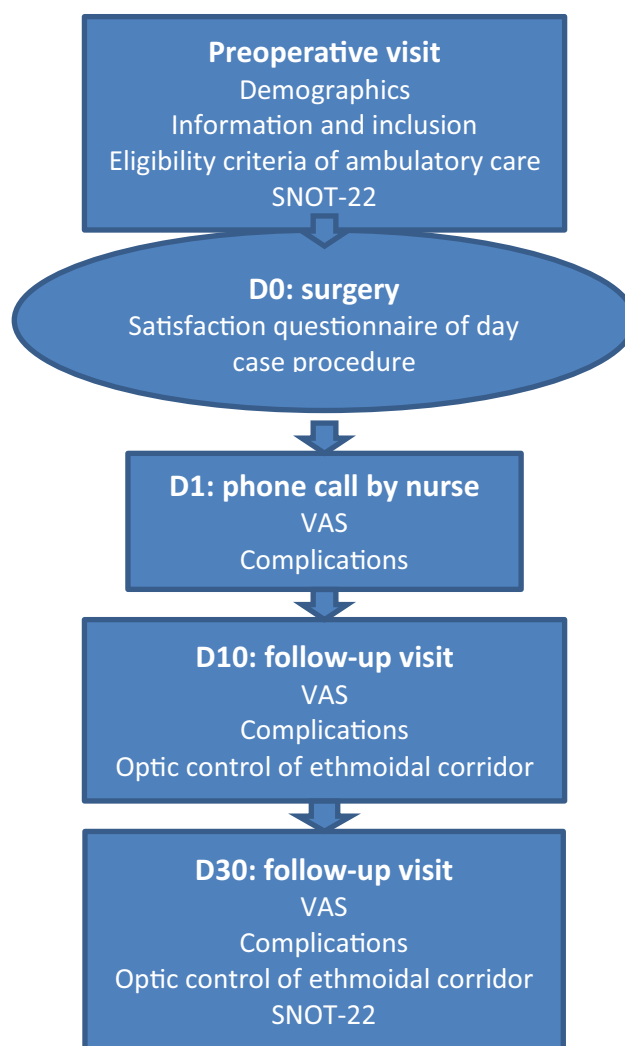 Preoperative visit
Demographics
Information and inclusion
Eligibility criteria of ambulatory care
SNOT-22
D0: surgery
Satisfaction questionnaire of day
case procedure
D1: phone call by nurse
VAS
Complications
D10: follow-up visit
VAS
Complications
Optic control of ethmoidal corridor
D30: follow-up visit
VAS
Complications
Optic control of ethmoidal corridor
SNOT-22